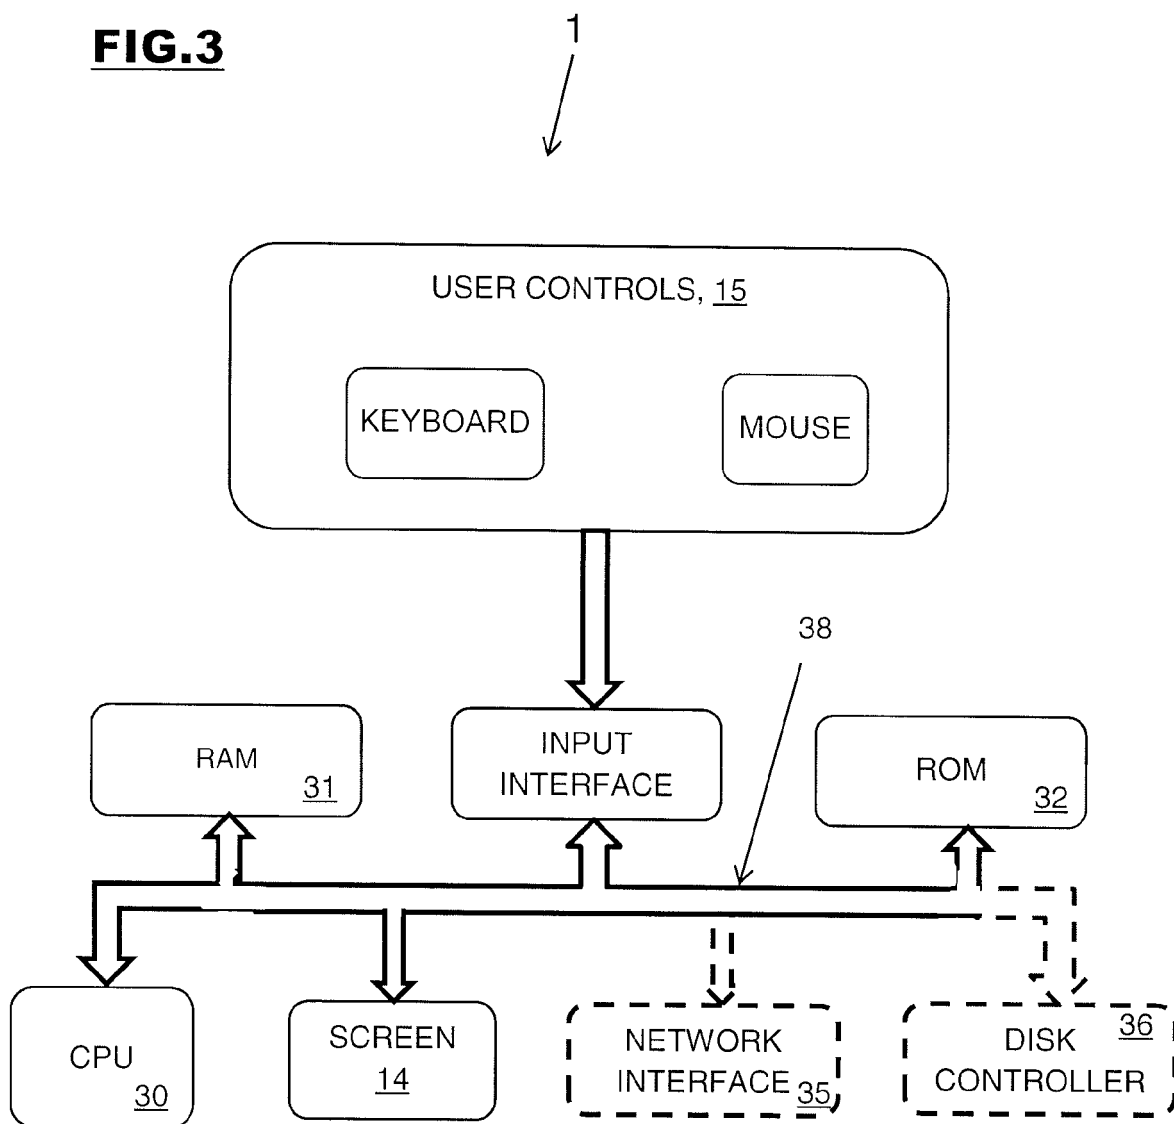 FIG.3
1
USER CONTROLS, 15
KEYBOARD
MOUSE
38
RAM
31
INPUT
INTERFACE
ROM
32
CPU
30
SCREEN
14
NETWORK
INTERFACE
35
DISK
CONTROLLER
36